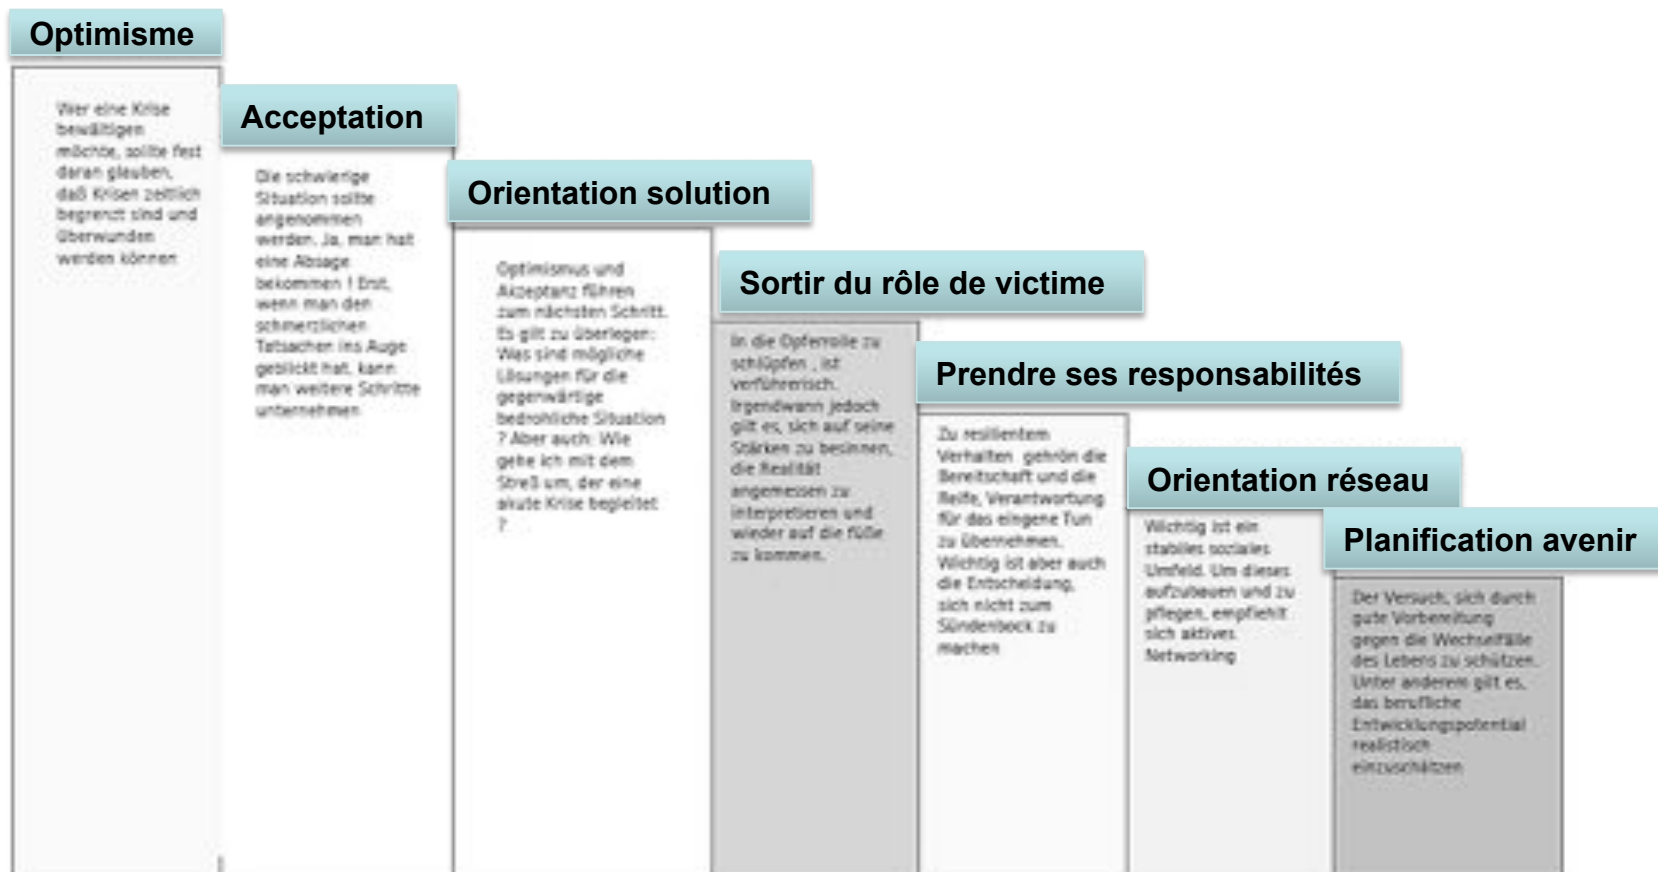 Optimisme
Wer eine Krise
bewältigen
möchte, sollte fest
daran glauben,
daß Krisen zeitlich
begrenzt sind und
überwunden
werden können
Acceptation
Die schwierige
Situation sollte
angenommen
werden. Ja, man hat
eine Absage
bekommen ! Erst,
wenn man den
schmerzlichen
Tatsachen ins Auge
geblickt hat, kann
man weitere Schritte
unternehmen
Orientation solution
Optimismus und
Akzeptanz führen
zum nächsten Schritt.
Es gilt zu überlegen:
Was sind mögliche
Lösungen für die
gegenwärtige
bedrohliche Situation
? Aber auch: Wie
gehe ich mit dem
Streß um, der eine
akute Krise begleitet
?
Sortir du rôle de victime
In die Opferrolle zu
schlüpfen , ist
verführerisch.
Irgendwann jedoch
gilt es, sich auf seine
Stärken zu besinnen,
die Realität
angemessen zu
interpretieren und
wieder auf die füße
zu kommen.
Prendre ses responsabilités
Zu resilientem
Verhalten gehrön die
Bereitschaft und die
Reife, Verantwortung
für das eingene Tun
zu übernehmen.
Wichtig ist aber auch
die Entscheidung,
sich nicht zum
Sündenbock zu
machen
Orientation réseau
Wichtig ist ein
stabiles soziales
Umfeld. Um dieses
aufzubauen und zu
pflegen, empfiehlt
sich aktives
Networking
Planification avenir
Der Versuch, sich durch
gute Vorbereitung
gegen die Wechselfälle
des Lebens zu schützen.
Unter anderem gilt es,
das berufliche
Entwicklungspotential
realistisch
einzuschätzen